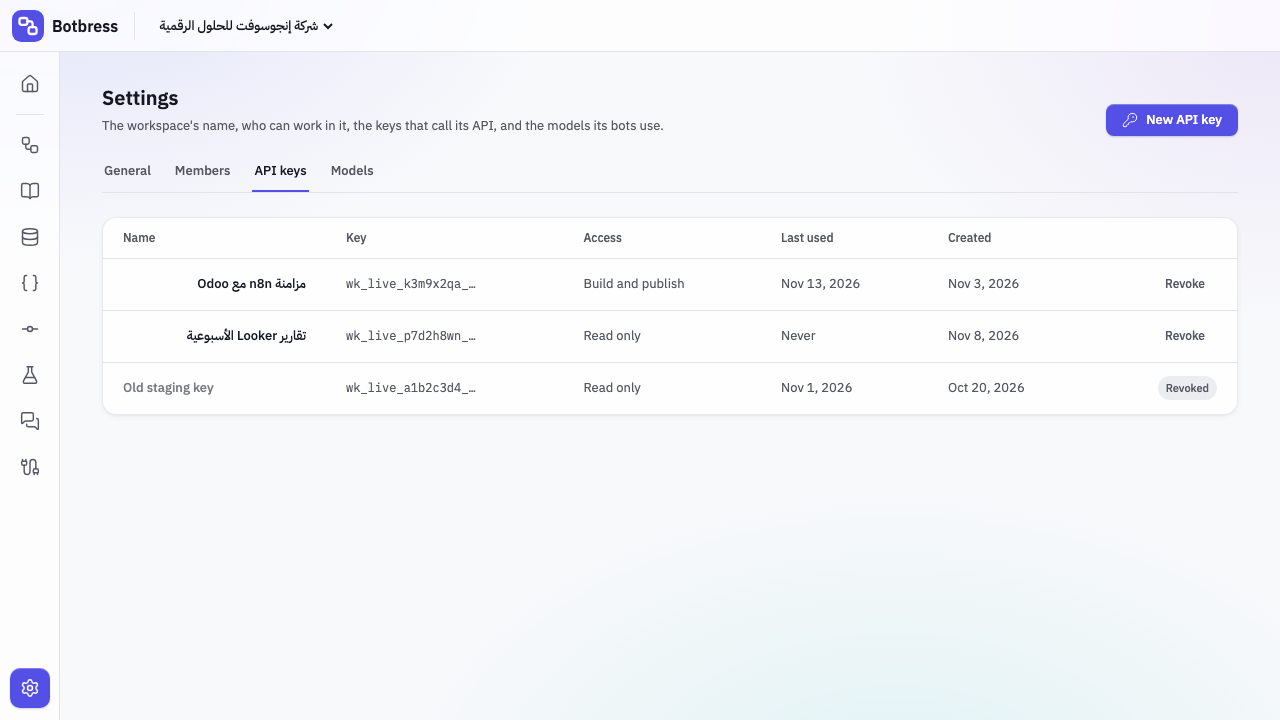 Botbress
شركة إنجوسوفت للحلول الرقمية
Settings
The workspace's name, who can work in it, the keys that call its API, and the models its bots use.
New API key
General Members API keys Models
Name Key Access Last used Created
مزامنة n8n مع Odoo wk_live_k3m9x2qa_… Build and publish Nov 13, 2026 Nov 3, 2026 Revoke
تقارير Looker الأسبوعية wk_live_p7d2h8wn_… Read only Never Nov 8, 2026 Revoke
Old staging key wk_live_a1b2c3d4_… Read only Nov 1, 2026 Oct 20, 2026 Revoked